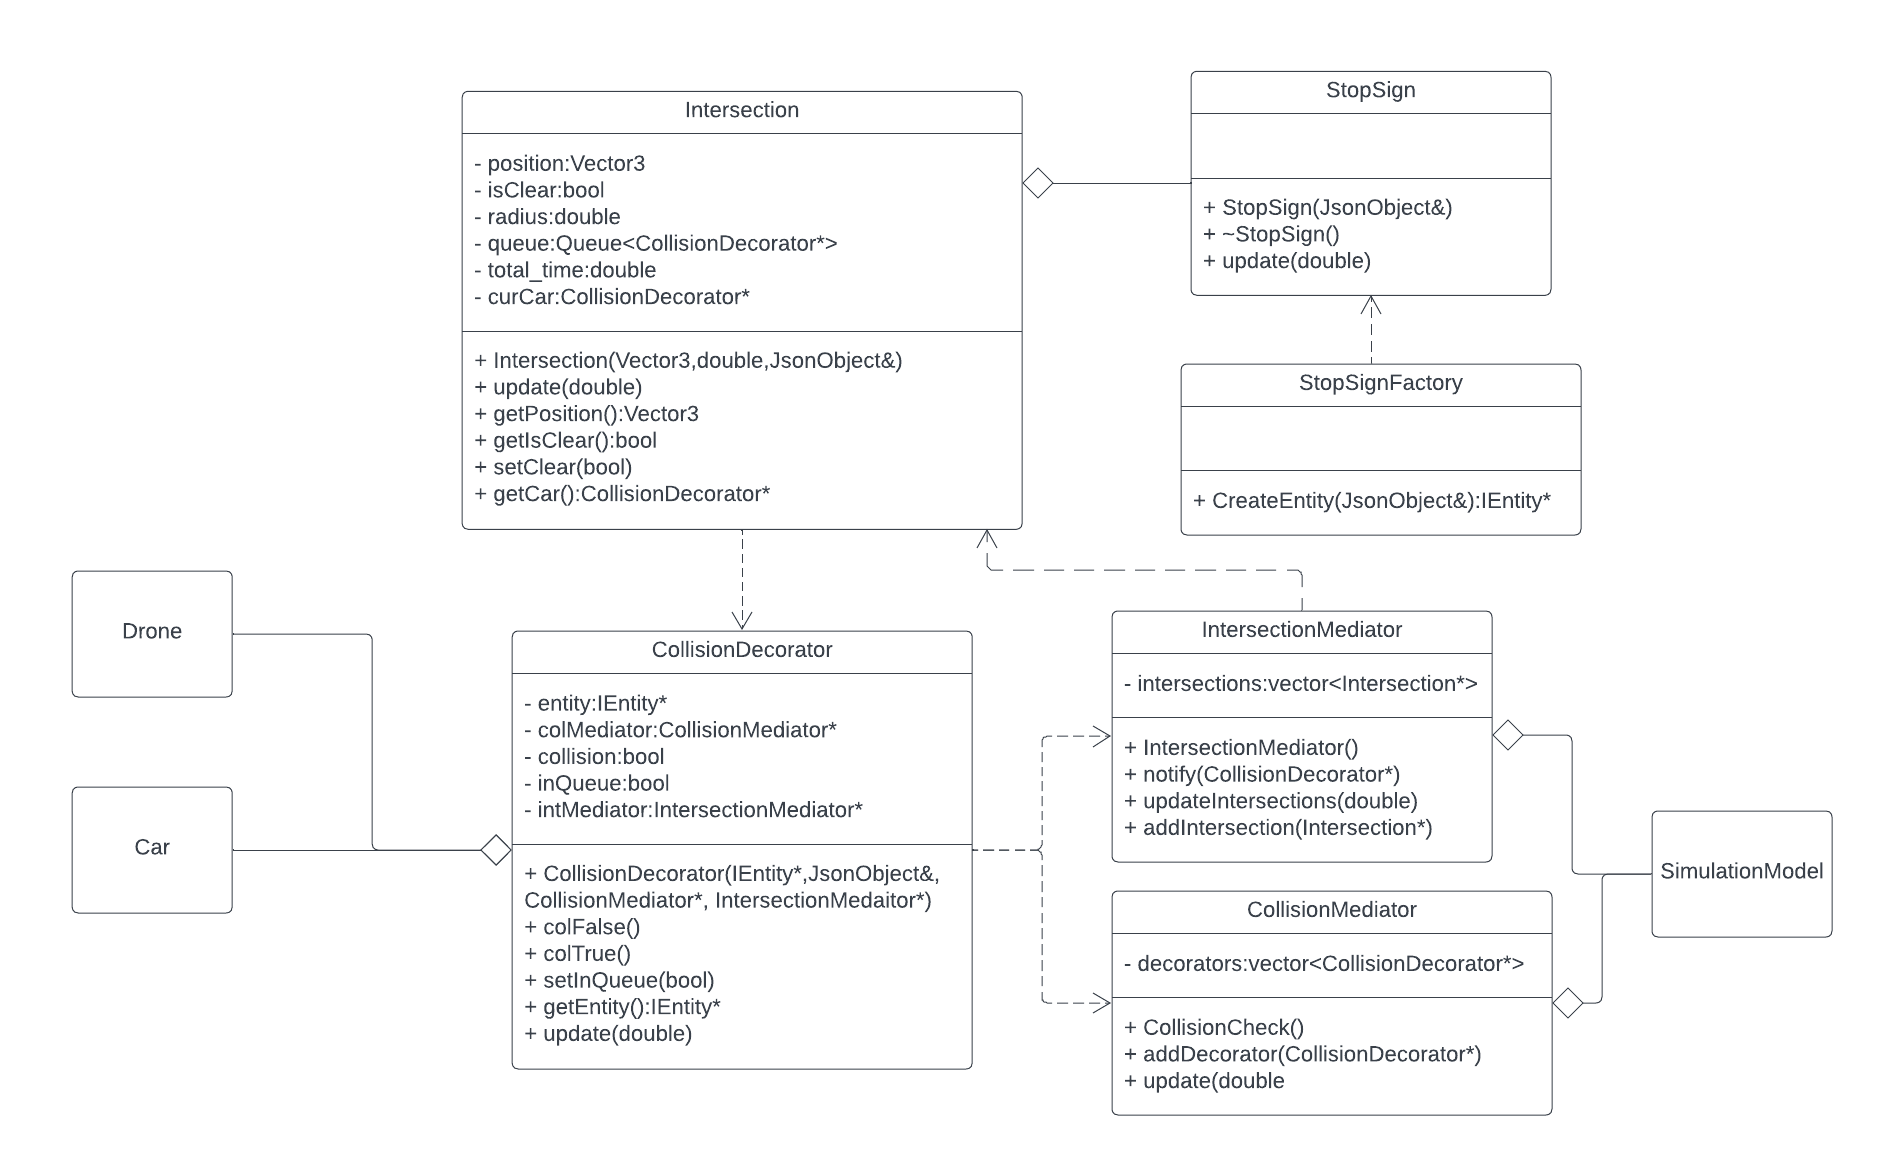 Intersection
- position:Vector3
- isClear:bool
- radius:double
- queue:Queue<CollisionDecorator*>
- total_time:double
- curCar:CollisionDecorator*
+ Intersection(Vector3,double,JsonObject&)
+ update(double)
+ getPosition():Vector3
+ getIsClear():bool
+ setClear(bool)
+ getCar():CollisionDecorator*
StopSign
+ StopSign(JsonObject&)
+ ~StopSign()
+ update(double)
StopSignFactory
+ CreateEntity(JsonObject&):IEntity*
Drone
Car
CollisionDecorator
- entity:IEntity*
- colMediator:CollisionMediator*
- collision:bool
- inQueue:bool
- intMediator:IntersectionMediator*
+ CollisionDecorator(IEntity*,JsonObject&,
CollisionMediator*, IntersectionMedaitor*)
+ colFalse()
+ colTrue()
+ setInQueue(bool)
+ getEntity():IEntity*
+ update(double)
IntersectionMediator
- intersections:vector<Intersection*>
+ IntersectionMediator()
+ notify(CollisionDecorator*)
+ updateIntersections(double)
+ addIntersection(Intersection*)
CollisionMediator
- decorators:vector<CollisionDecorator*>
+ CollisionCheck()
+ addDecorator(CollisionDecorator*)
+ update(double
SimulationModel